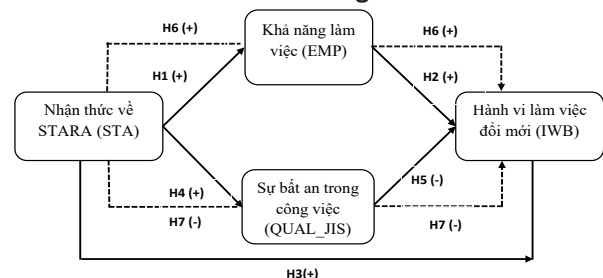 H6 (+)
Khả năng làm
việc (EMP)
H6 (+)
H1 (+)
H2 (+)
Nhận thức về
STARA (STA)
Hành vi làm việc
đổi mới (IWB)
H4 (+)
H7 (-)
Sự bất an trong
công việc
(QUAL_JIS)
H5 (-)
H7 (-)
H3(+)